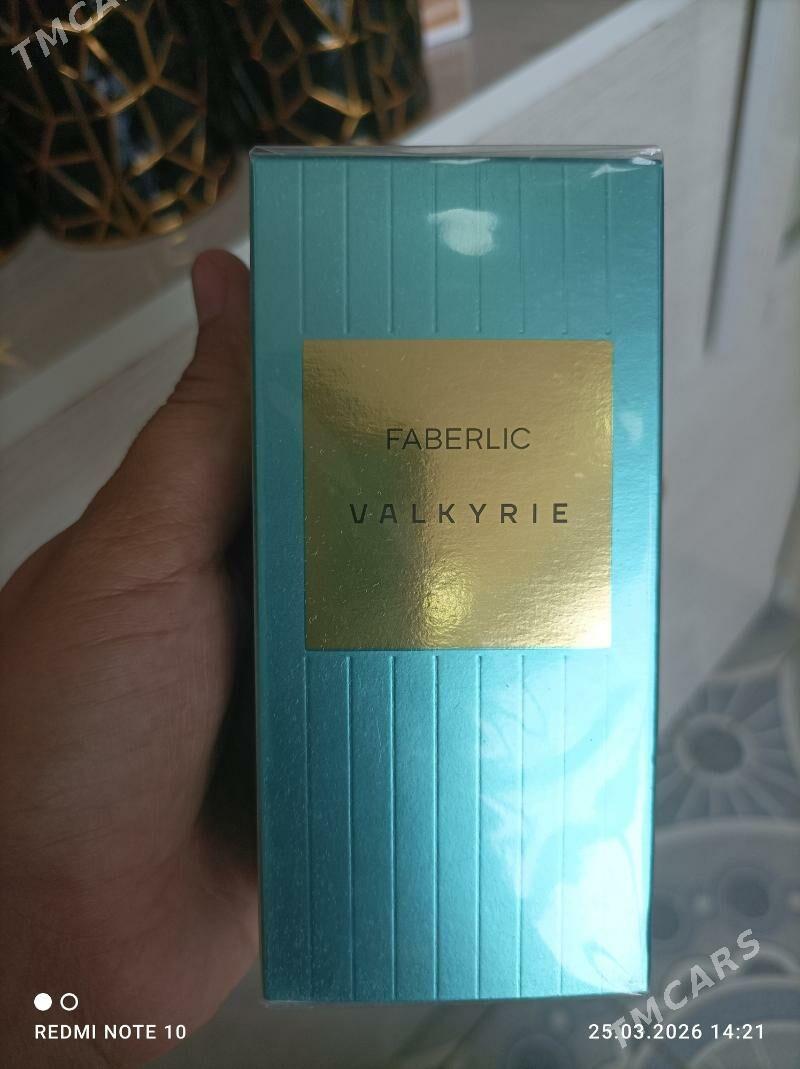 TMCARS
FABERLIC
VALKYRIE
TMCARS
REDMI NOTE 10
25.03.2026 14:21